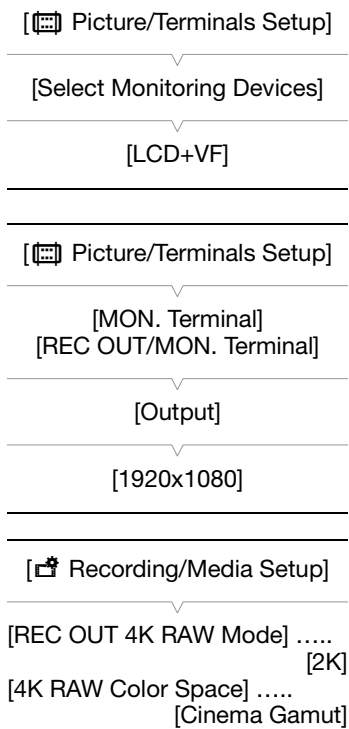 [ Picture/Terminals Setup]
[Select Monitoring Devices]
[LCD+VF]
[ Picture/Terminals Setup]
[MON. Terminal]
[REC OUT/MON. Terminal]
[Output]
[1920x1080]
[ Recording/Media Setup]
[REC OUT 4K RAW Mode] .....
[2K]
[4K RAW Color Space] .....
[Cinema Gamut]